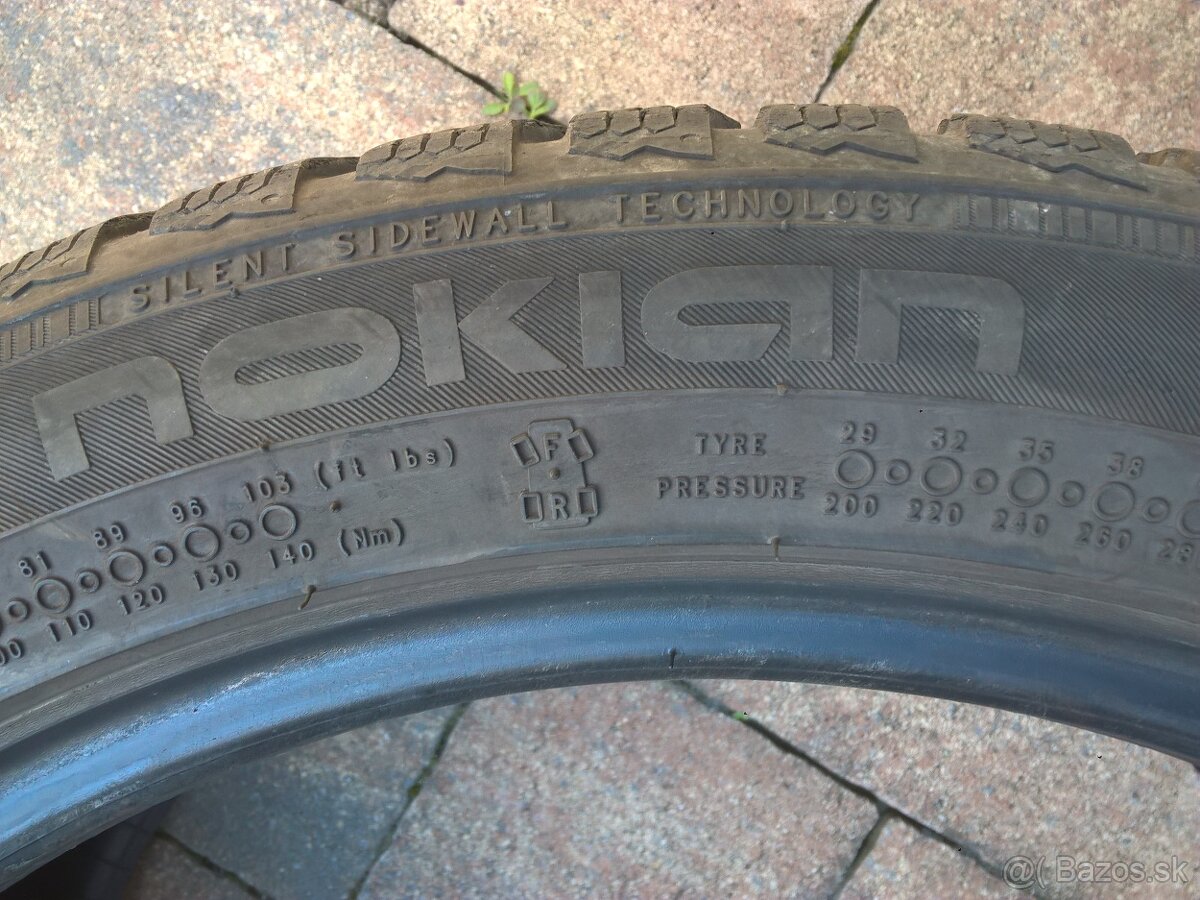 SILENT SIDEWALL TECHNOLOGY
NOKIAN
81 89 96 103 (ft lbs)
110 120 130 140 (Nm)
F
R
TYRE
PRESSURE
29 32 35 38
200 220 240 260
@( Bazos.sk